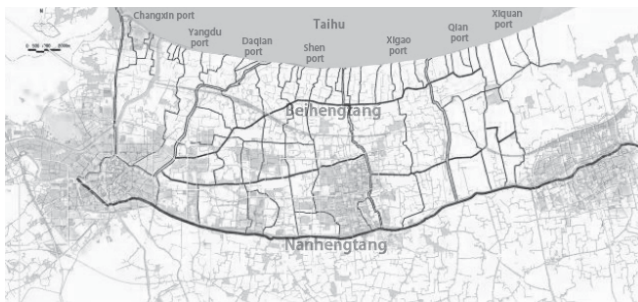 Changxin port
Taihu
Yangdu
port
Daqian
port
Shen
port
Xigao
port
Qian
port
Xiquan
port
Beihengtang
Nanhengtang